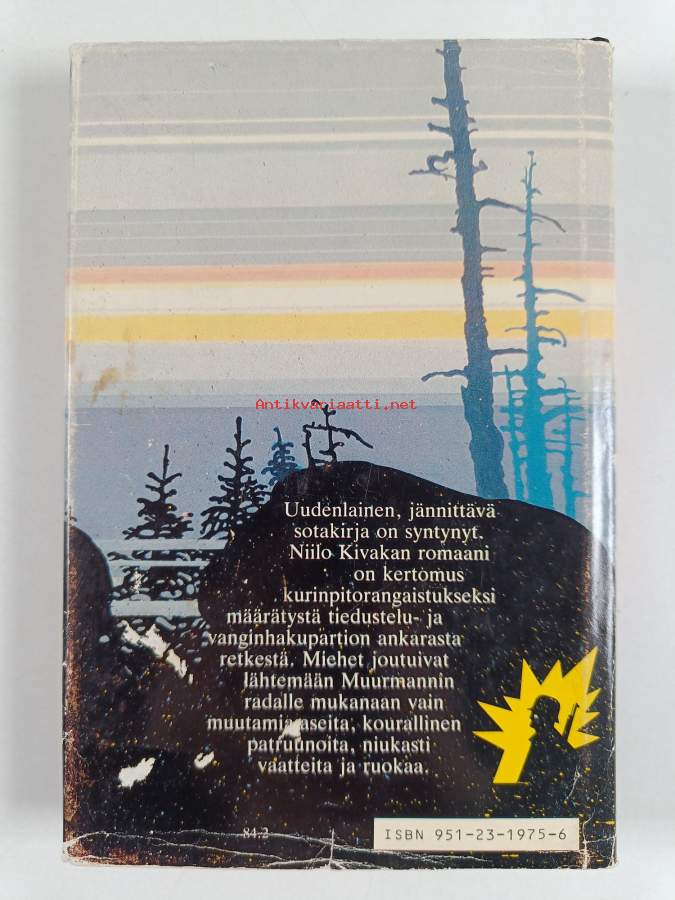 Antikvariaatti.net
Uudenlainen, jännittävä
sotakirja on syntynyt.
Niilo Kivakan romaani
on kertomus
kurinpitorangaistukseksi
määrätystä tiedustelu- ja
vanginhakupartion ankarasta
retkestä. Miehet joutuivat
lähtemään Muurmannin
radalle mukanaan vain
muutamia aseita, kourallinen
patruunoita, niukasti
vaatteita ja ruokaa.
84.2
ISBN 951-23-1975-6